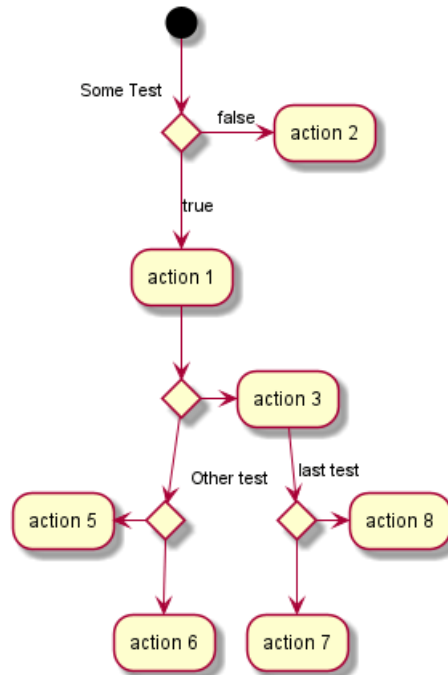 Some Test
false
action 2
true
action 1
action 3
Other test
last test
action 5
action 8
action 6
action 7